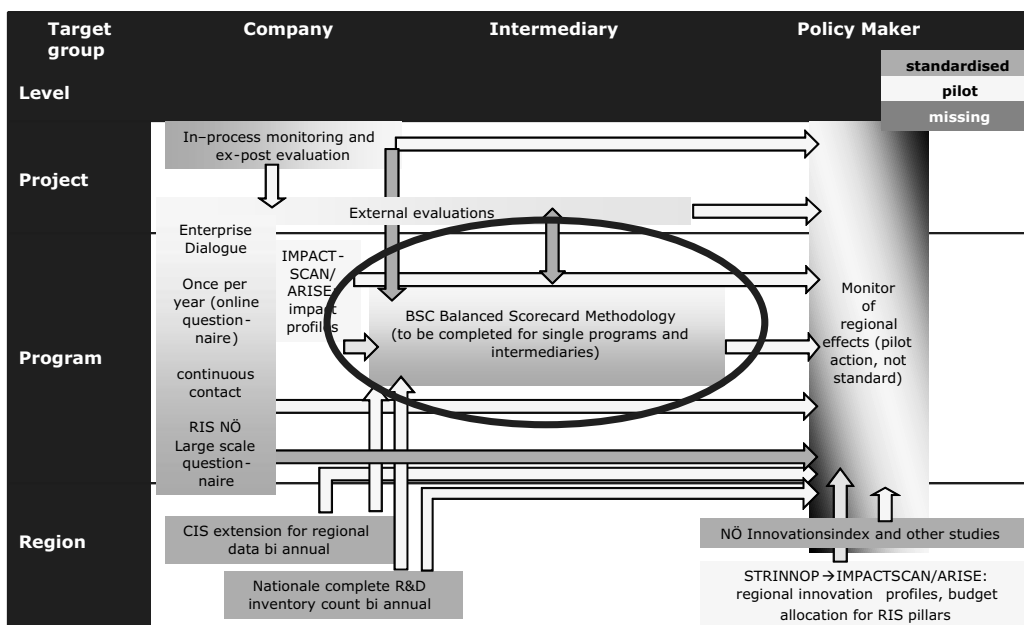 Target
group
Company
Intermediary
Policy Maker
standardised
Level
pilot
missing
In–process monitoring and
ex-post evaluation
Project
External evaluations
Enterprise
Dialogue
Once per
year (online
question-
naire)
continuous
contact
RIS NÖ
Large scale
question-
naire
IMPACT-
SCAN/
ARISE
impact
profiles
BSC Balanced Scorecard Methodology
(to be completed for single programs and
intermediaries)
Monitor
of
regional
effects (pilot
action, not
standard)
Program
Region
CIS extension for regional
data bi annual
NÖ Innovationsindex and other studies
Nationale complete R&D
inventory count bi annual
STRINNOP→IMPACTSCAN/ARISE:
regional innovation profiles, budget
allocation for RIS pillars